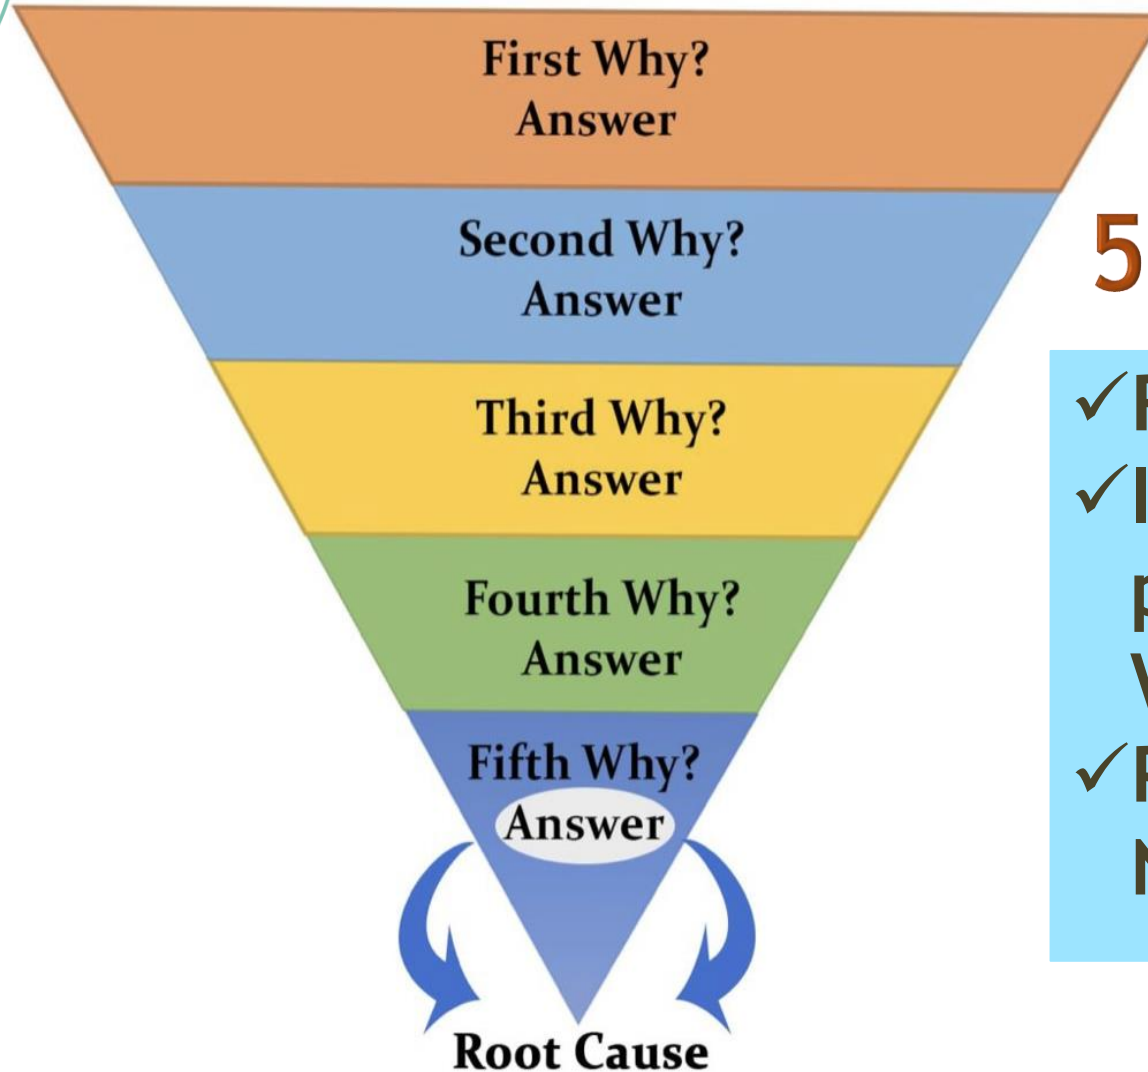 First Why?
Answer
Second Why?
Answer
Third Why?
Answer
Fourth Why?
Answer
Fifth Why?
Answer
Root Cause
5